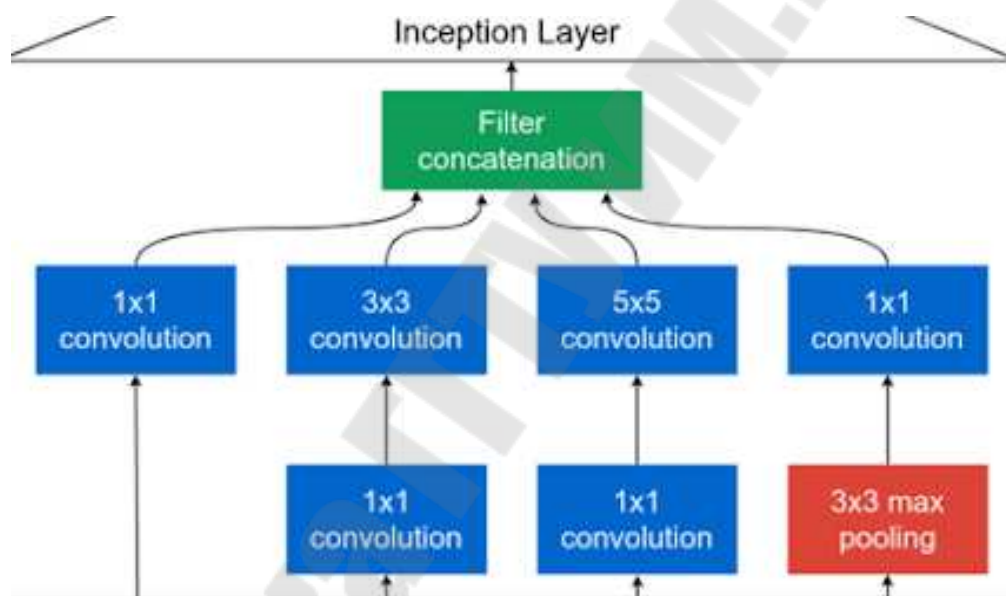 Inception Layer
Filter
concatenation
1x1
convolution
3x3
convolution
5x5
convolution
1x1
convolution
1x1
convolution
1x1
convolution
3x3 max
pooling